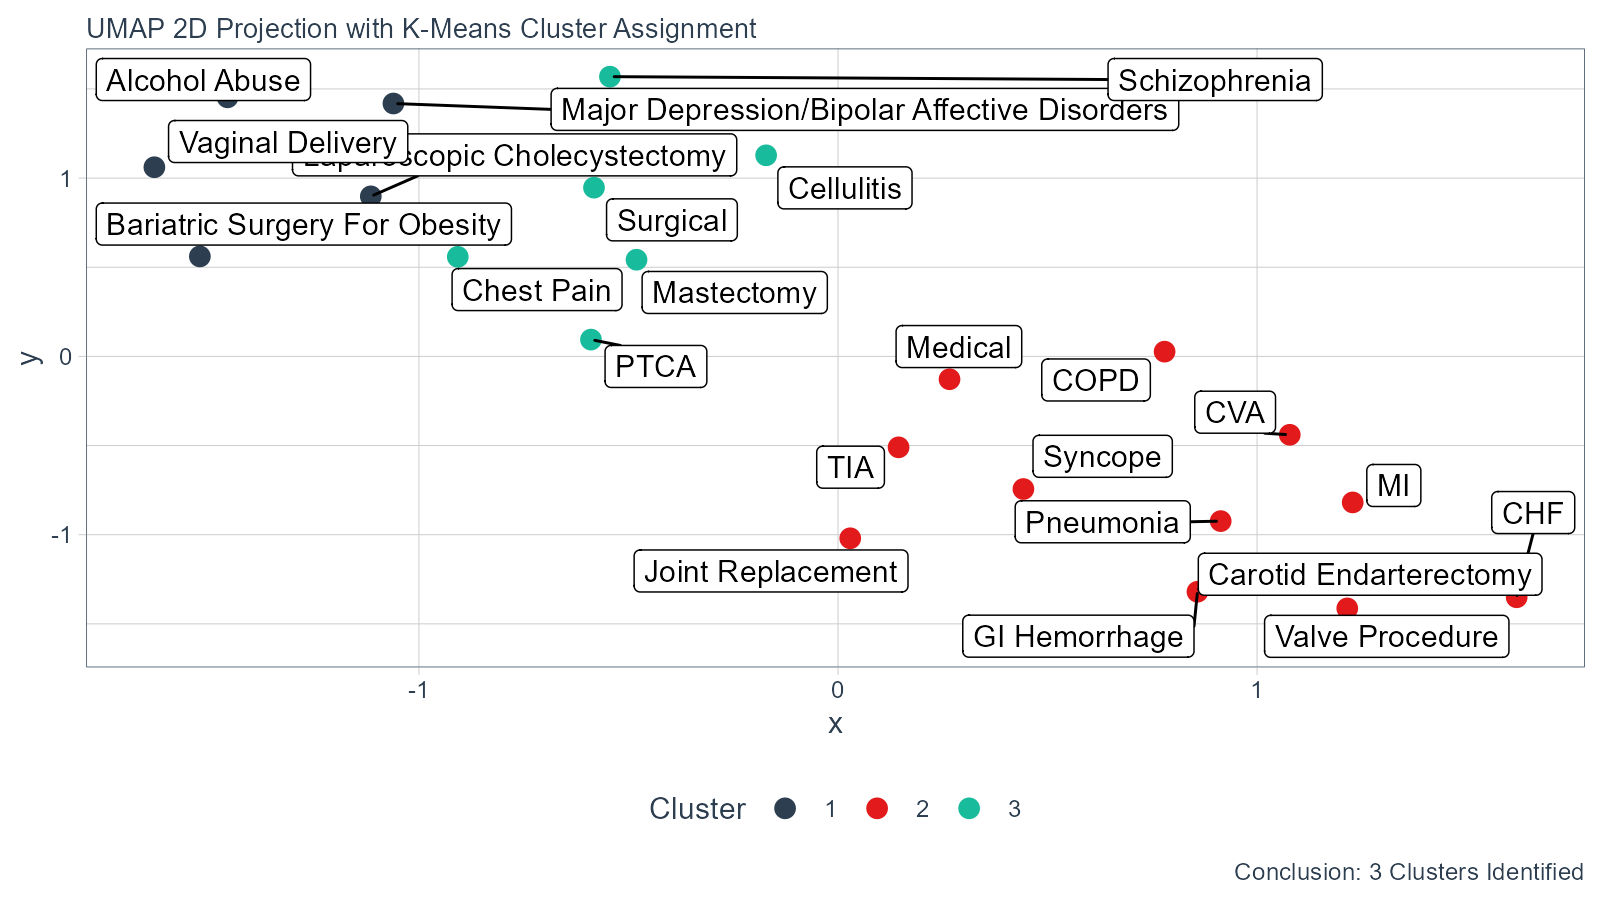 UMAP 2D Projection with K-Means Cluster Assignment
Alcohol Abuse
Schizophrenia
Major Depression/Bipolar Affective Disorders
Vaginal Delivery
Laparoscopic Cholecystectomy
Cellulitis
Surgical
Bariatric Surgery For Obesity
Chest Pain
Mastectomy
PTCA
Medical
COPD
CVA
TIA
Syncope
MI
CHF
Pneumonia
Joint Replacement
Carotid Endarterectomy
GI Hemorrhage
Valve Procedure
1
0
-1
y
-1
0
1
x
Cluster 1 2 3
Conclusion: 3 Clusters Identified